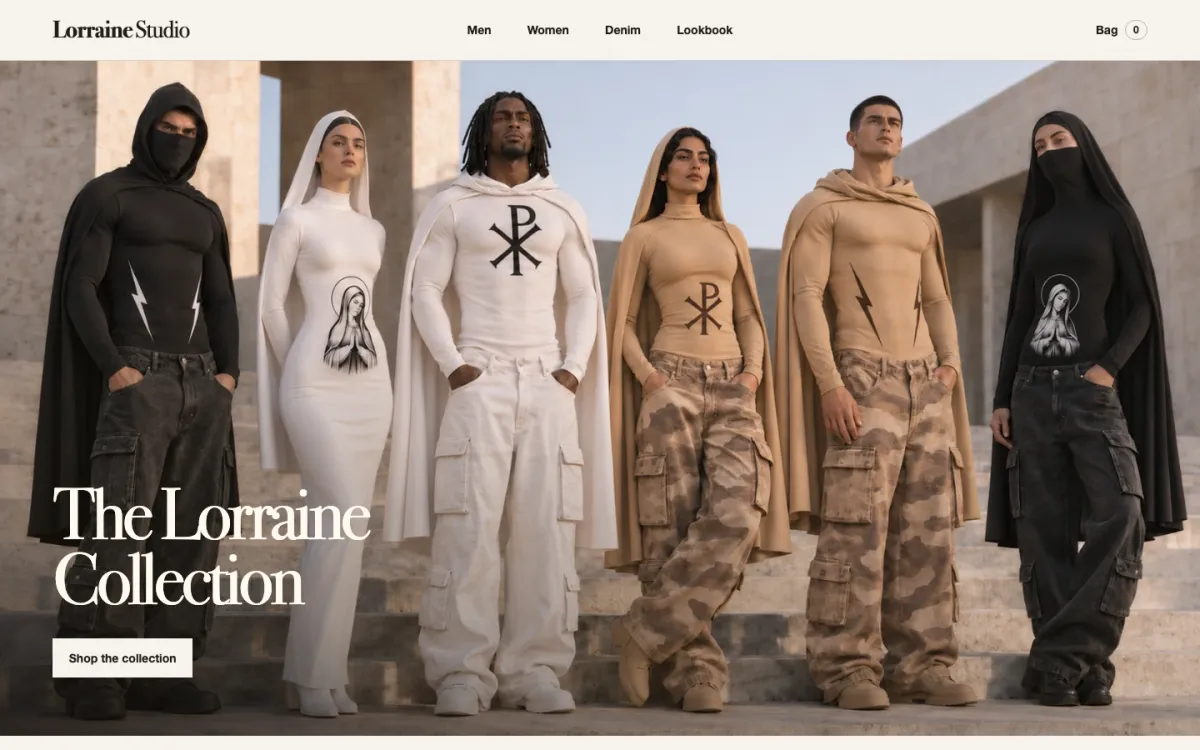 Lorraine Studio
Men
Women
Denim
Lookbook
Bag 0
The Lorraine
Collection
Shop the collection